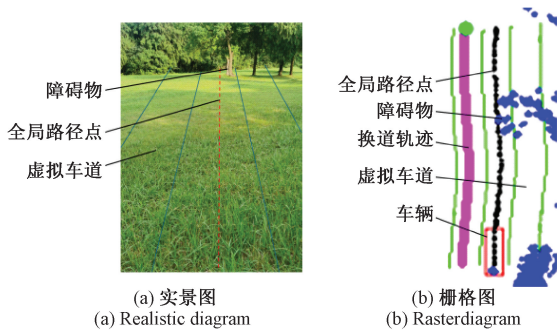 障碍物
全局路径点
虚拟车道
(a) 实景图
(a) Realistic diagram
全局路径点
障碍物
换道轨迹
虚拟车道
车辆
(b) 栅格图
(b) Rasterdiagram